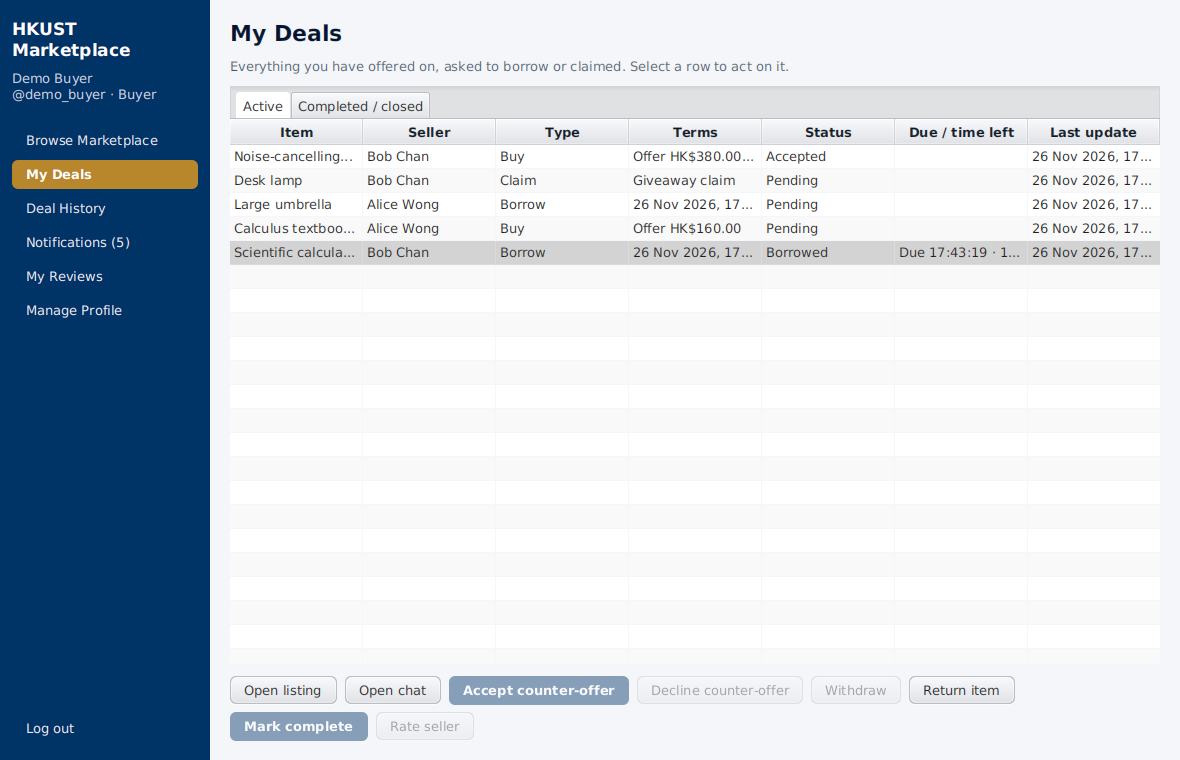 HKUST
Marketplace
Demo Buyer
@demo_buyer · Buyer
Browse Marketplace
My Deals
Deal History
Notifications (5)
My Reviews
Manage Profile
Log out
My Deals
Everything you have offered on, asked to borrow or claimed. Select a row to act on it.
Active Completed / closed
Item Seller Type Terms Status Due / time left Last update
Noise-cancelling... Bob Chan Buy Offer HK$380.00... Accepted 26 Nov 2026, 17...
Desk lamp Bob Chan Claim Giveaway claim Pending 26 Nov 2026, 17...
Large umbrella Alice Wong Borrow 26 Nov 2026, 17... Pending 26 Nov 2026, 17...
Calculus textboo... Alice Wong Buy Offer HK$160.00 Pending 26 Nov 2026, 17...
Scientific calcula... Bob Chan Borrow 26 Nov 2026, 17... Borrowed Due 17:43:19 · 1... 26 Nov 2026, 17...
Open listing Open chat Accept counter-offer Decline counter-offer Withdraw Return item
Mark complete Rate seller